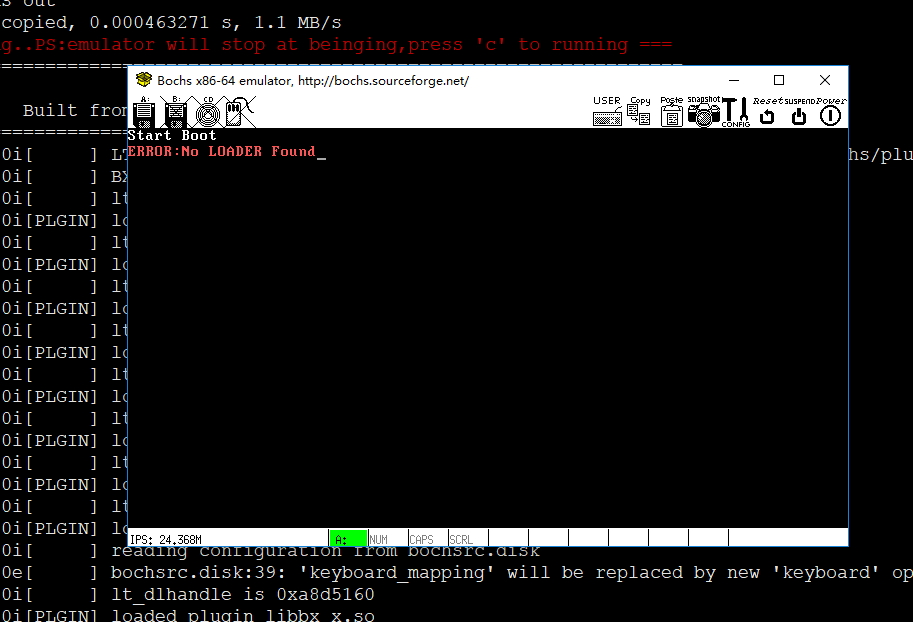 s out
copied, 0.000463271 s, 1.1 MB/s
g..PS:emulator will stop at beinging,press 'c' to running ===
===============================================================
Bochs x86-64 emulator, http://bochs.sourceforge.net/
A: B: CD USER Copy Paste snapshot CONFIG Reset SUSPEND Power
Built from
===========
Start Boot
ERROR:No LOADER Found_
0i[      ] LT hs/plu
0i[      ] BX
0i[      ] lt
0i[PLGIN] lo
0i[      ] lt
0i[PLGIN] lo
0i[      ] lt
0i[PLGIN] lo
0i[      ] lt
0i[PLGIN] lo
0i[      ] lt
0i[PLGIN] lo
0i[      ] lt
0i[PLGIN] lo
0i[      ] lt
0i[PLGIN] lo
0i[      ] lt
0i[PLGIN] lo
IPS: 24.368M A: NUM CAPS SCRL
0i[      ] reading configuration from bochsrc.disk
0e[      ] bochsrc.disk:39: 'keyboard_mapping' will be replaced by new 'keyboard' op
0i[      ] lt_dlhandle is 0xa8d5160
0i[PLGIN] loaded plugin libbx_x.so